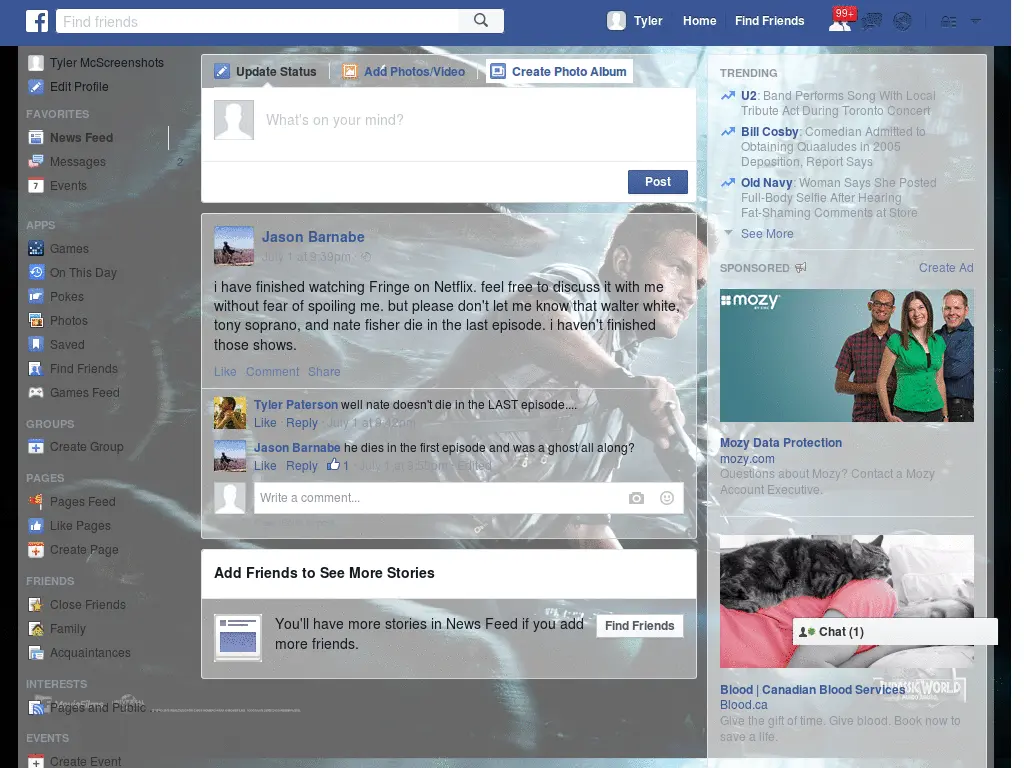 Find friends
Tyler
Home
Find Friends
99+
Tyler McScreenshots
Edit Profile
FAVORITES
News Feed
Messages 2
Events
APPS
Games
On This Day
Pokes
Photos
Saved
Find Friends
Games Feed
GROUPS
Create Group
PAGES
Pages Feed
Like Pages
Create Page
FRIENDS
Close Friends
Family
Acquaintances
INTERESTS
Pages and Public ...
EVENTS
Create Event
Update Status
Add Photos/Video
Create Photo Album
What's on your mind?
Post
Jason Barnabe
July 1 at 9:39pm
i have finished watching Fringe on Netflix. feel free to discuss it with me
without fear of spoiling me. but please don't let me know that walter white,
tony soprano, and nate fisher die in the last episode. i haven't finished
those shows.
Like Comment Share
Tyler Paterson well nate doesn't die in the LAST episode....
Like · Reply · July 1 at 9:42pm
Jason Barnabe he dies in the first episode and was a ghost all along?
Like · Reply · 1 · July 1 at 9:50pm · Edited
Write a comment...
Add Friends to See More Stories
You'll have more stories in News Feed if you add
more friends.
Find Friends
TRENDING
U2: Band Performs Song With Local
Tribute Act During Toronto Concert
Bill Cosby: Comedian Admitted to
Obtaining Quaaludes in 2005
Deposition, Report Says
Old Navy: Woman Says She Posted
Full-Body Selfie After Hearing
Fat-Shaming Comments at Store
See More
SPONSORED
Create Ad
mozy
Mozy Data Protection
mozy.com
Questions about Mozy? Contact a Mozy
Account Executive.
Chat (1)
JURASSIC WORLD
Blood | Canadian Blood Services
Blood.ca
Give the gift of time. Give blood. Book now to
save a life.